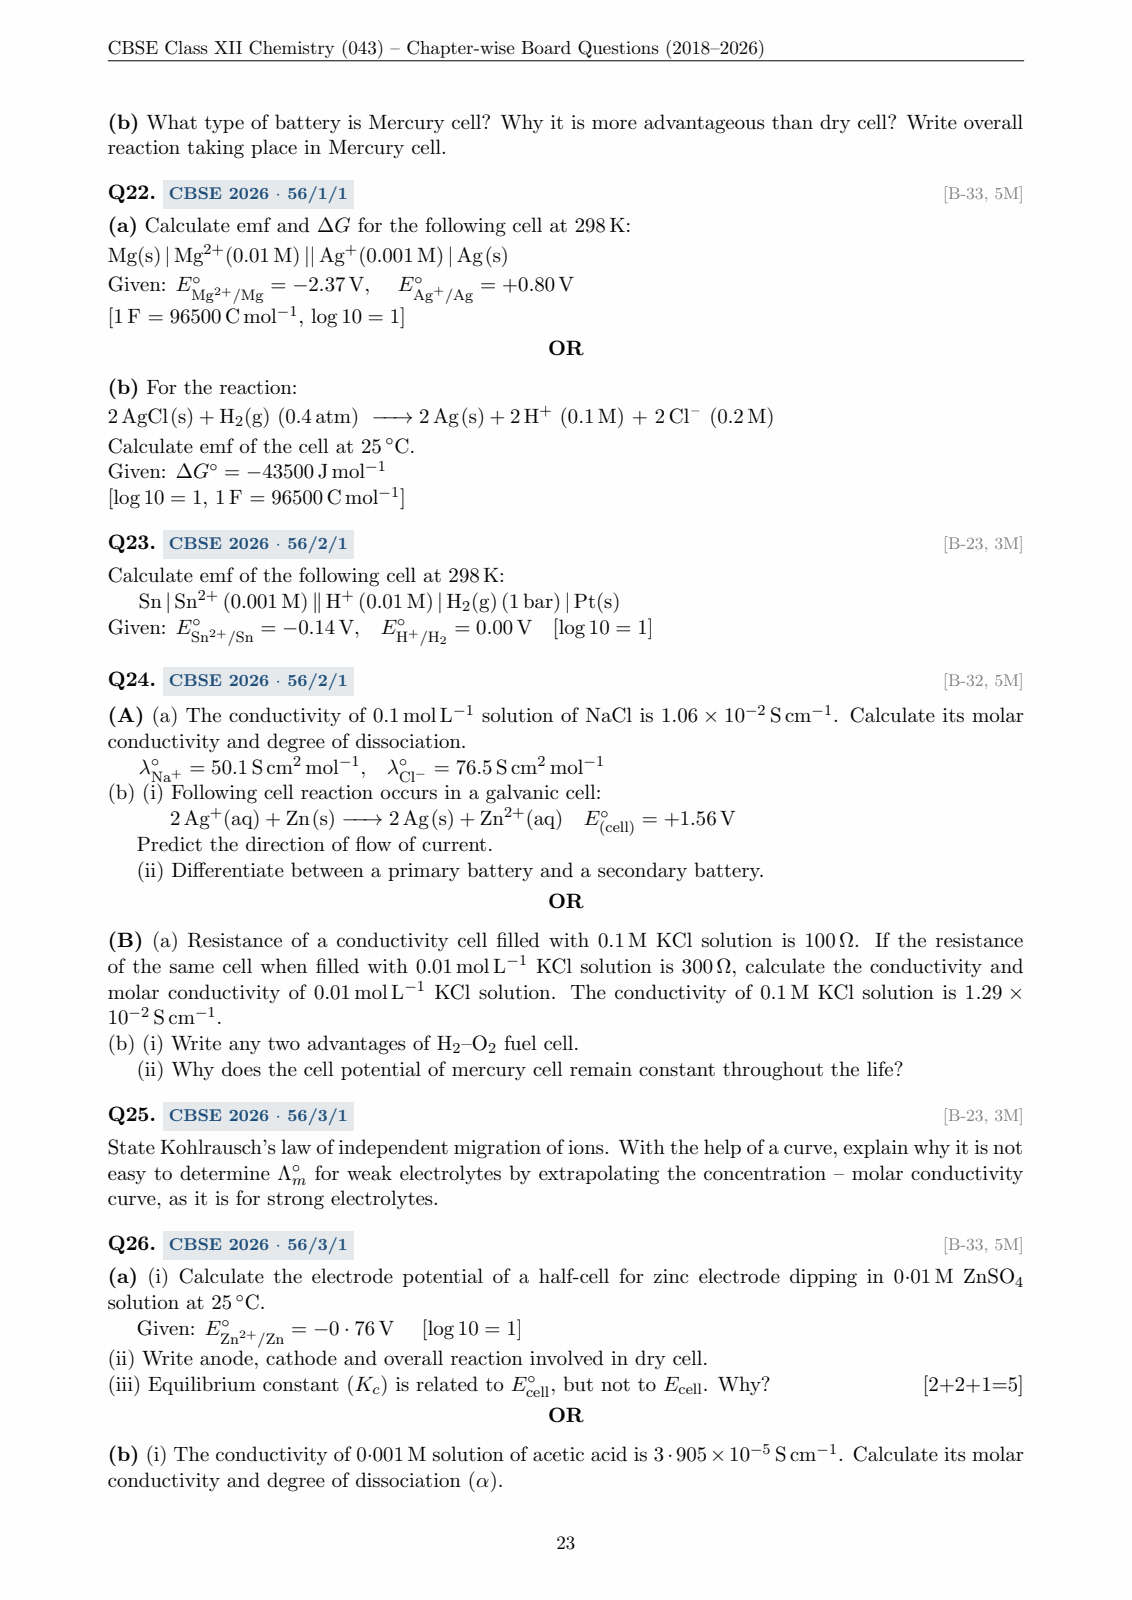 CBSE Class XII Chemistry (043) – Chapter-wise Board Questions (2018–2026)
(b) What type of battery is Mercury cell? Why it is more advantageous than dry cell? Write overall
reaction taking place in Mercury cell.
Q22. CBSE 2026 · 56/1/1 [B-33, 5M]
(a) Calculate emf and ΔG for the following cell at 298 K:
Mg(s) | Mg²⁺(0.01 M) || Ag⁺(0.001 M) | Ag(s)
Given: E°_{Mg²⁺/Mg} = −2.37 V, E°_{Ag⁺/Ag} = +0.80 V
[1 F = 96500 C mol⁻¹, log 10 = 1]
OR
(b) For the reaction:
2 AgCl(s) + H₂(g) (0.4 atm) ⟶ 2 Ag(s) + 2 H⁺ (0.1 M) + 2 Cl⁻ (0.2 M)
Calculate emf of the cell at 25 °C.
Given: ΔG° = −43500 J mol⁻¹
[log 10 = 1, 1 F = 96500 C mol⁻¹]
Q23. CBSE 2026 · 56/2/1 [B-23, 3M]
Calculate emf of the following cell at 298 K:
Sn | Sn²⁺ (0.001 M) || H⁺ (0.01 M) | H₂(g) (1 bar) | Pt(s)
Given: E°_{Sn²⁺/Sn} = −0.14 V, E°_{H⁺/H₂} = 0.00 V [log 10 = 1]
Q24. CBSE 2026 · 56/2/1 [B-32, 5M]
(A) (a) The conductivity of 0.1 mol L⁻¹ solution of NaCl is 1.06 × 10⁻² S cm⁻¹. Calculate its molar
conductivity and degree of dissociation.
λ°_{Na⁺} = 50.1 S cm² mol⁻¹, λ°_{Cl⁻} = 76.5 S cm² mol⁻¹
(b) (i) Following cell reaction occurs in a galvanic cell:
2 Ag⁺(aq) + Zn(s) ⟶ 2 Ag(s) + Zn²⁺(aq) E°_{(cell)} = +1.56 V
Predict the direction of flow of current.
(ii) Differentiate between a primary battery and a secondary battery.
OR
(B) (a) Resistance of a conductivity cell filled with 0.1 M KCl solution is 100 Ω. If the resistance
of the same cell when filled with 0.01 mol L⁻¹ KCl solution is 300 Ω, calculate the conductivity and
molar conductivity of 0.01 mol L⁻¹ KCl solution. The conductivity of 0.1 M KCl solution is 1.29 ×
10⁻² S cm⁻¹.
(b) (i) Write any two advantages of H₂–O₂ fuel cell.
(ii) Why does the cell potential of mercury cell remain constant throughout the life?
Q25. CBSE 2026 · 56/3/1 [B-23, 3M]
State Kohlrausch's law of independent migration of ions. With the help of a curve, explain why it is not
easy to determine Λ°ₘ for weak electrolytes by extrapolating the concentration – molar conductivity
curve, as it is for strong electrolytes.
Q26. CBSE 2026 · 56/3/1 [B-33, 5M]
(a) (i) Calculate the electrode potential of a half-cell for zinc electrode dipping in 0·01 M ZnSO₄
solution at 25 °C.
Given: E°_{Zn²⁺/Zn} = −0 · 76 V [log 10 = 1]
(ii) Write anode, cathode and overall reaction involved in dry cell.
(iii) Equilibrium constant (K_c) is related to E°_{cell}, but not to E_{cell}. Why? [2+2+1=5]
OR
(b) (i) The conductivity of 0·001 M solution of acetic acid is 3 · 905 × 10⁻⁵ S cm⁻¹. Calculate its molar
conductivity and degree of dissociation (α).
23